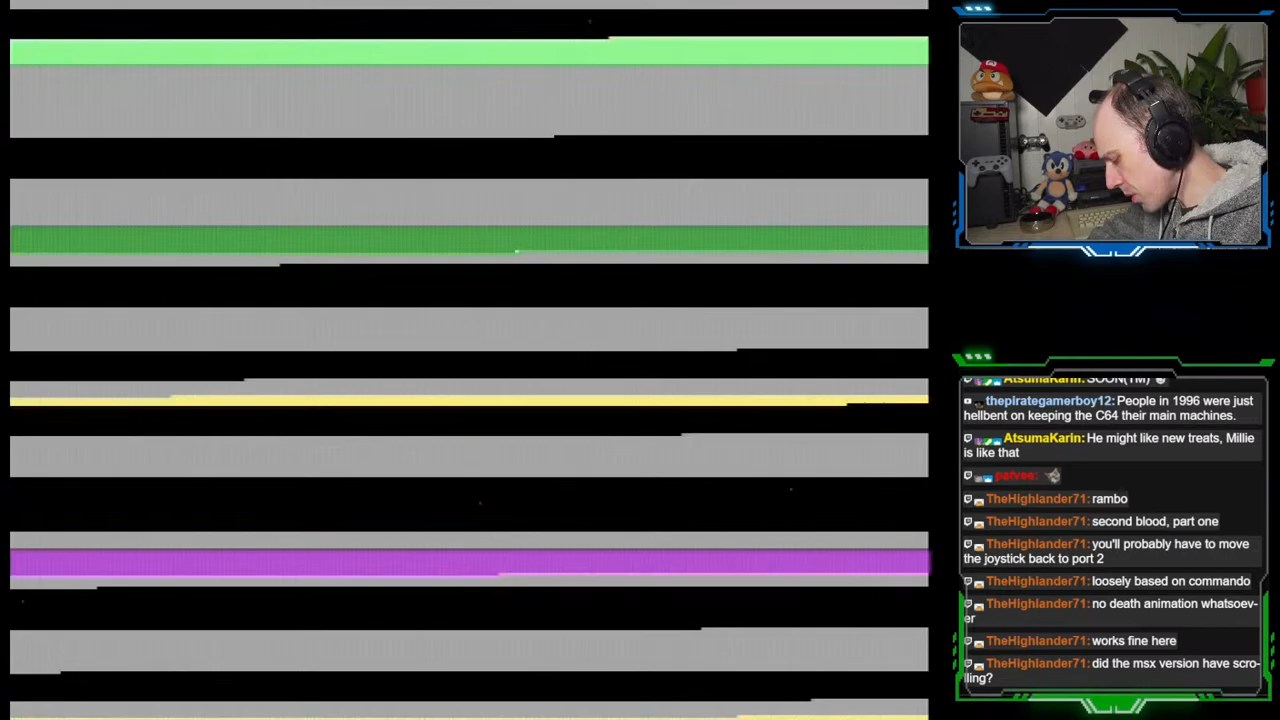 AtsumaKarin: SOON(TM)
thepirategamerboy12: People in 1996 were just
hellbent on keeping the C64 their main machines.
AtsumaKarin: He might like new treats, Millie
is like that
patvee:
TheHighlander71: rambo
TheHighlander71: second blood, part one
TheHighlander71: you'll probably have to move
the joystick back to port 2
TheHighlander71: loosely based on commando
TheHighlander71: no death animation whatsoev-
er
TheHighlander71: works fine here
TheHighlander71: did the msx version have scro-
lling?